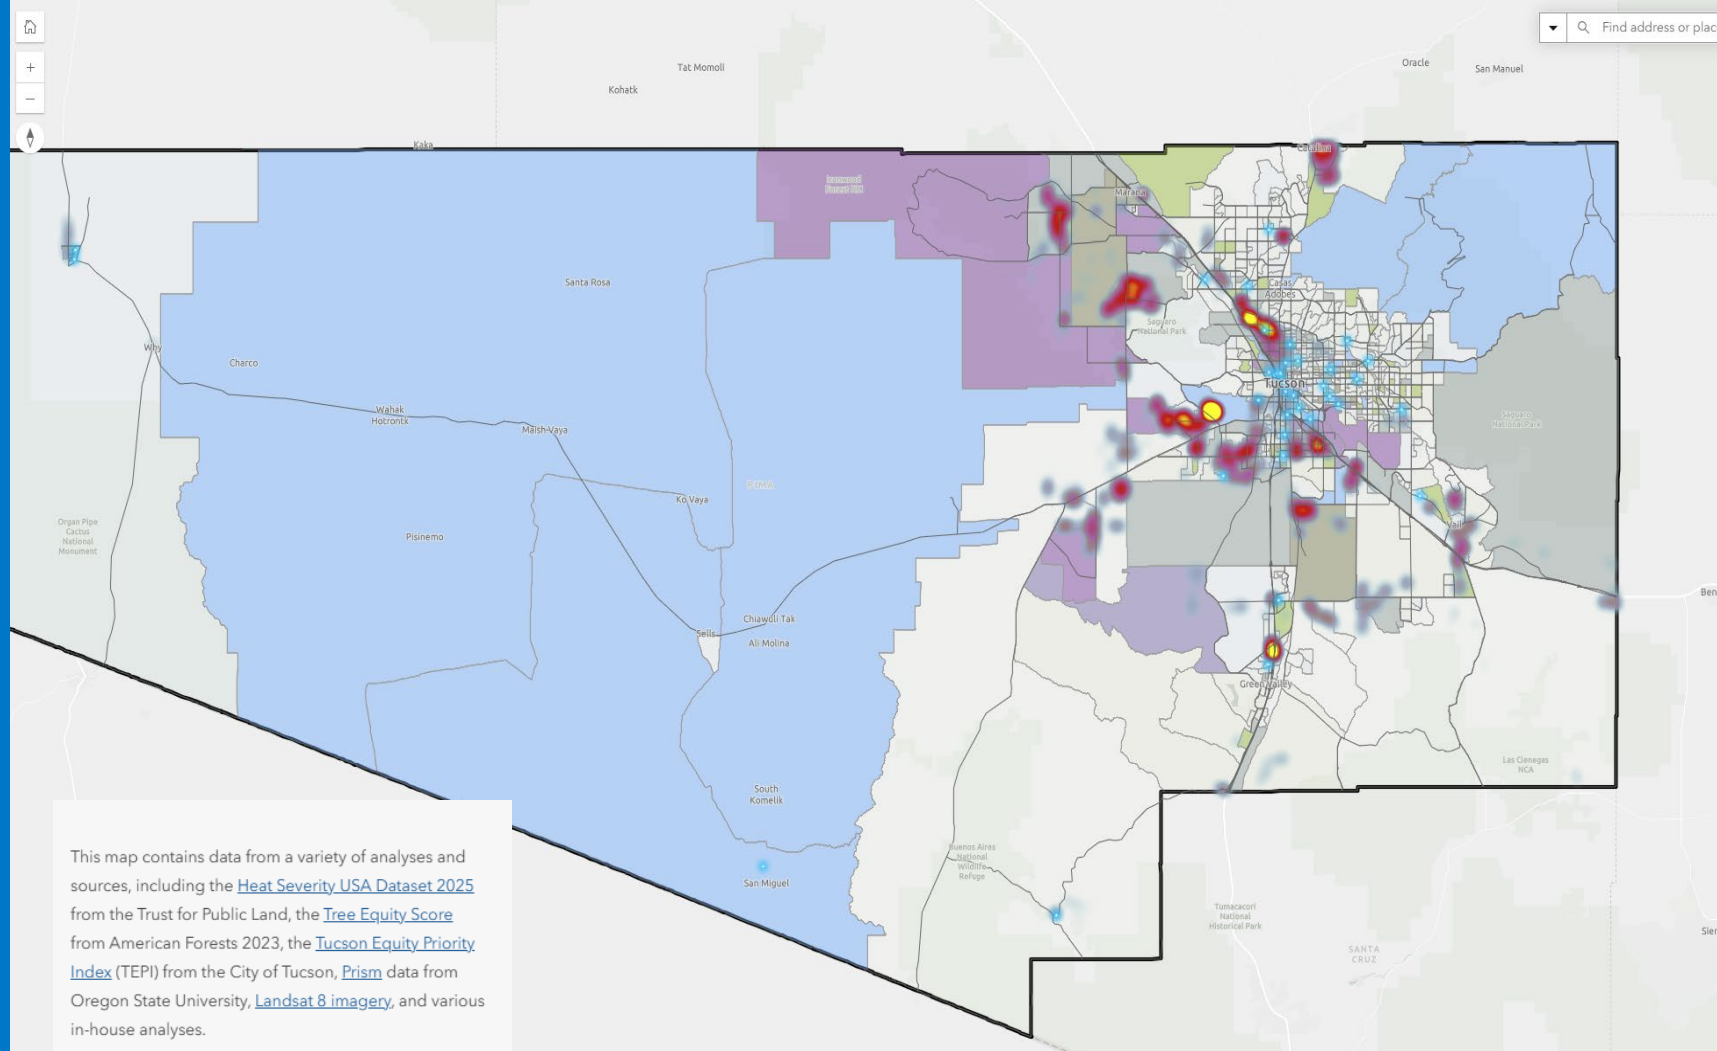 Find address or plac
Oracle
San Manuel
Tat Momoli
Kohatk
Kaka
Catalina
Ironwood
Forest NM
Marana
Santa Rosa
Casas
Adobes
Saguaro
National Park
Why
Charco
Tucson
Wahak
Hotrontk
Maish Vaya
Saguaro
National Park
PIMA
Ko Vaya
Organ Pipe
Cactus
National
Monument
Pisinemo
Vail
Ben
Chiawuli Tak
Sells
Ali Molina
Green Valley
Las Cienegas
NCA
South
Komelik
Buenos Aires
National
Wildlife
Refuge
San Miguel
Tumacacori
National
Historical Park
Sier
SANTA
CRUZ
This map contains data from a variety of analyses and
sources, including the Heat Severity USA Dataset 2025
from the Trust for Public Land, the Tree Equity Score
from American Forests 2023, the Tucson Equity Priority
Index (TEPI) from the City of Tucson, Prism data from
Oregon State University, Landsat 8 imagery, and various
in-house analyses.